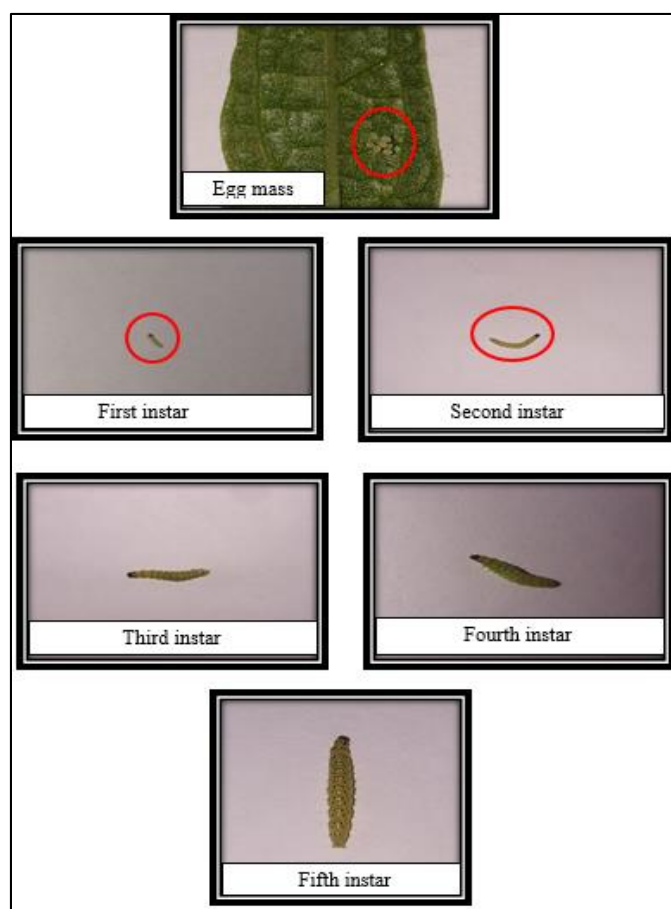 Egg mass
First instar
Second instar
Third instar
Fourth instar
Fifth instar